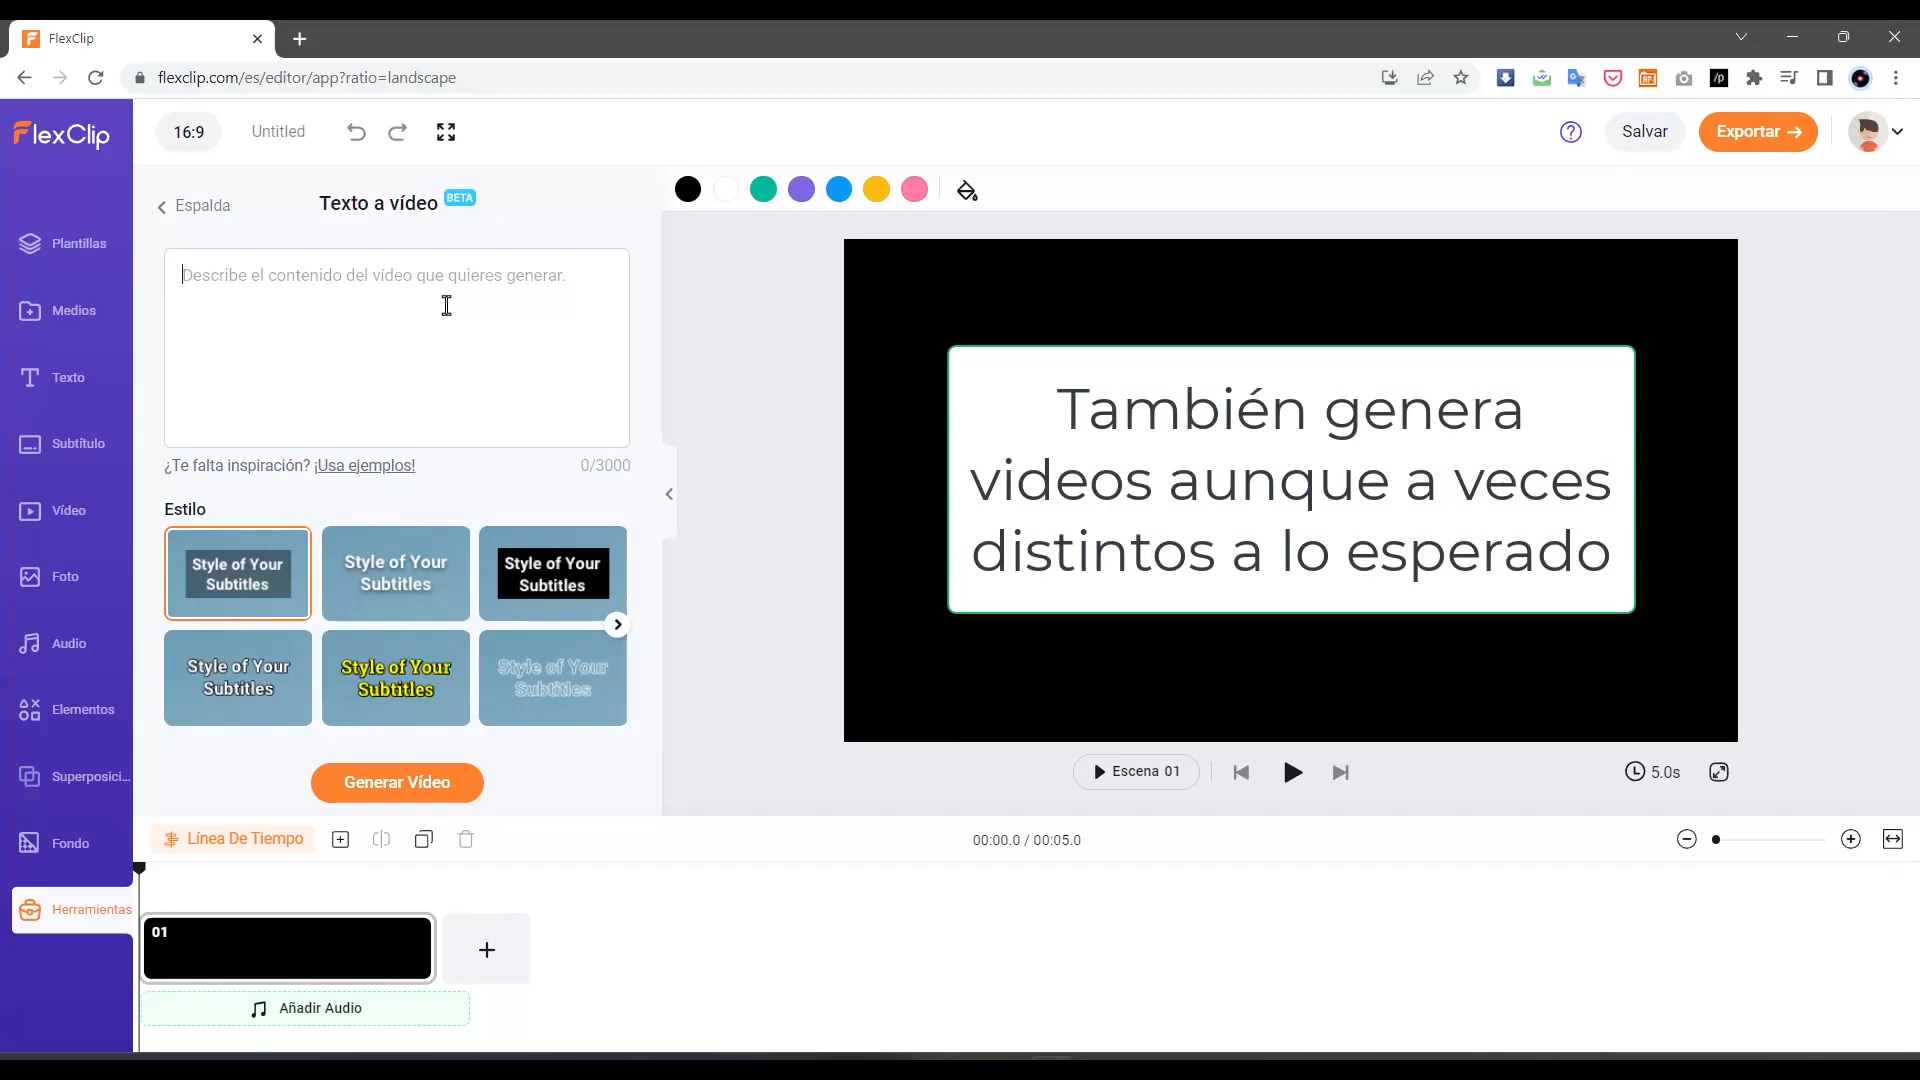 FlexClip
flexclip.com/es/editor/app?ratio=landscape
FlexClip
16:9
Untitled
Salvar
Exportar
Espalda
Texto a vídeo
BETA
Describe el contenido del vídeo que quieres generar.
¿Te falta inspiración? ¡Usa ejemplos!
0/3000
Estilo
Style of Your
Subtitles
Style of Your
Subtitles
Style of Your
Subtitles
Style of Your
Subtitles
Style of Your
Subtitles
Style of Your
Subtitles
Generar Vídeo
Plantillas
Medios
Texto
Subtítulo
Vídeo
Foto
Audio
Elementos
Superposici...
Fondo
Herramientas
También genera
videos aunque a veces
distintos a lo esperado
Escena 01
5.0s
Línea De Tiempo
00:00.0 / 00:05.0
01
Añadir Audio